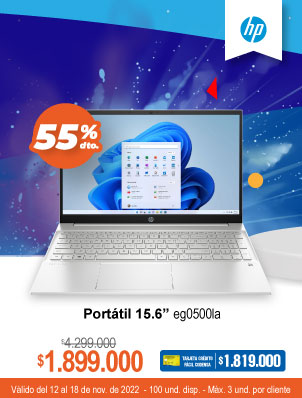 hp
55%
dto.
Portátil 15.6" eg0500la
$4.299.000
$1.899.000
TARJETA CRÉDITO
FÁCIL CODENSA
$1.819.000
Válido del 12 al 18 de nov. de 2022 - 100 und. disp. - Máx. 3 und. por cliente